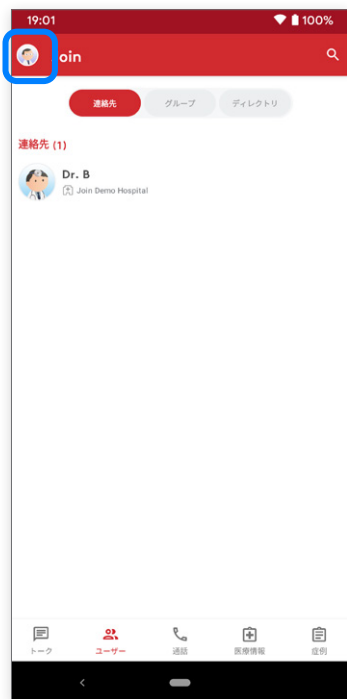 19:01 100%
oin
連絡先 グループ ディレクトリ
連絡先 (1)
Dr. B
Join Demo Hospital
トーク ユーザー 通話 医療情報 症例